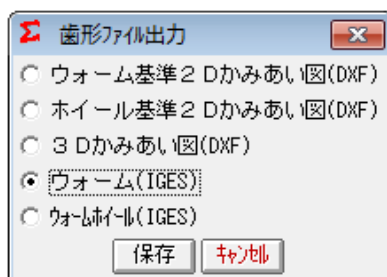 Σ 歯形ファイル出力
ウォーム基準2Dかみあい図(DXF)
ホイール基準2Dかみあい図(DXF)
3Dかみあい図(DXF)
ウォーム(IGES)
ｳｫｰﾑﾎｲｰﾙ(IGES)
保存 ｷｬﾝｾﾙ